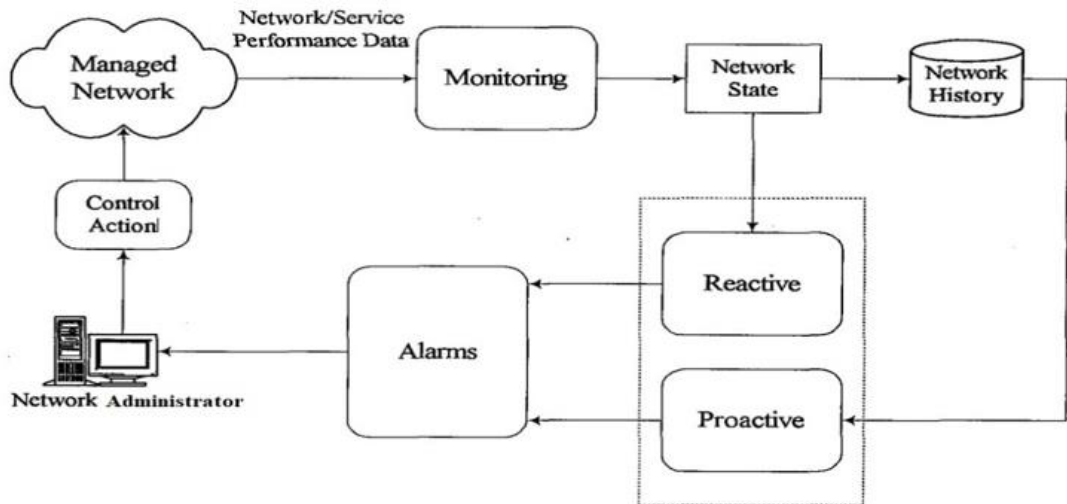 Network/Service
Performance Data
Managed
Network
Monitoring
Network
State
Network
History
Control
Action
Reactive
Alarms
Proactive
Network Administrator